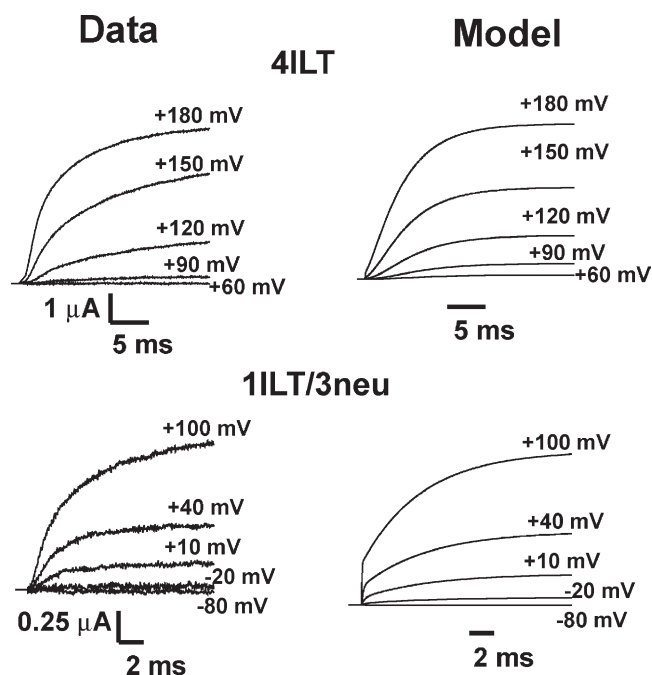 Data Model
4ILT
+180 mV
+150 mV
+120 mV
+90 mV
+60 mV
1 μA
5 ms
+180 mV
+150 mV
+120 mV
+90 mV
+60 mV
5 ms
1ILT/3neu
+100 mV
+40 mV
+10 mV
-20 mV
-80 mV
0.25 μA
2 ms
+100 mV
+40 mV
+10 mV
-20 mV
-80 mV
2 ms